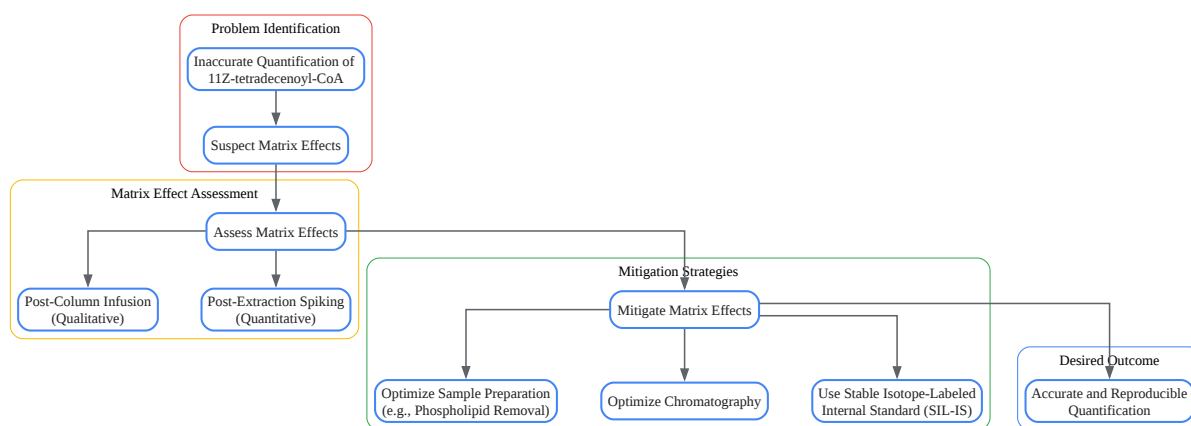 Problem Identification
Inaccurate Quantification of
11Z-tetradecenoyl-CoA
Suspect Matrix Effects
Matrix Effect Assessment
Assess Matrix Effects
Post-Column Infusion
(Qualitative)
Post-Extraction Spiking
(Quantitative)
Mitigation Strategies
Mitigate Matrix Effects
Optimize Sample Preparation
(e.g., Phospholipid Removal)
Optimize Chromatography
Use Stable Isotope-Labeled
Internal Standard (SIL-IS)
Desired Outcome
Accurate and Reproducible
Quantification